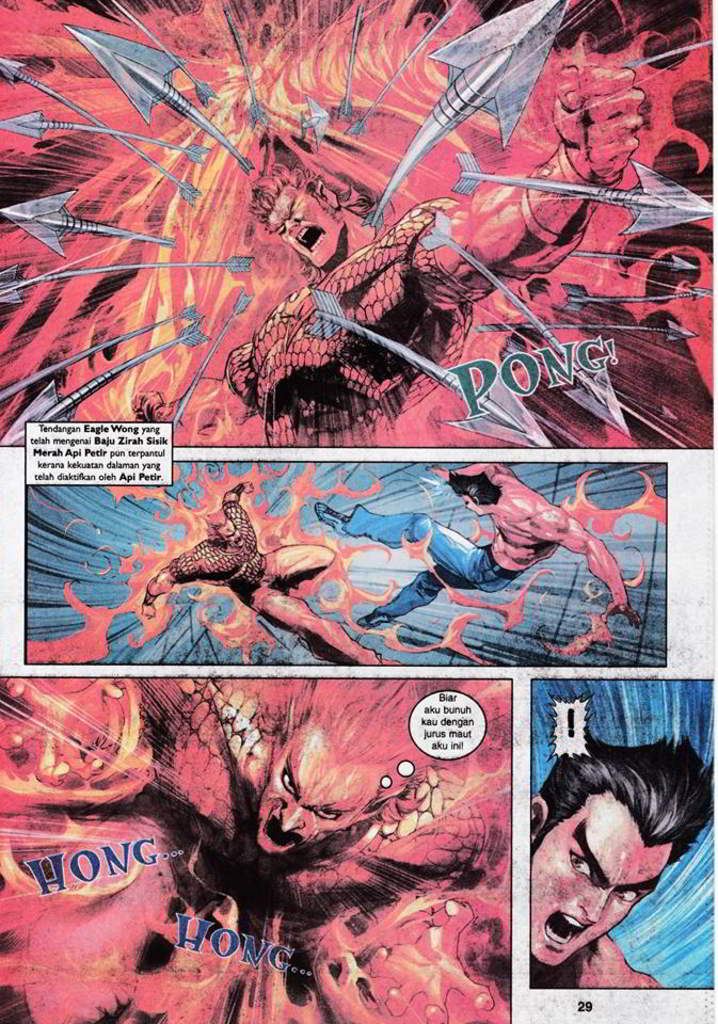 PONG!
Tendangan Eagle Wong yang
telah mengenai Baju Zirah Sisik
Merah Api Petir pun terpantul
kerana kekuatan dalaman yang
telah diaktifkan oleh Api Petir.
Biar
aku bunuh
kau dengan
jurus maut
aku ini!
!
HONG...
HONG...
29